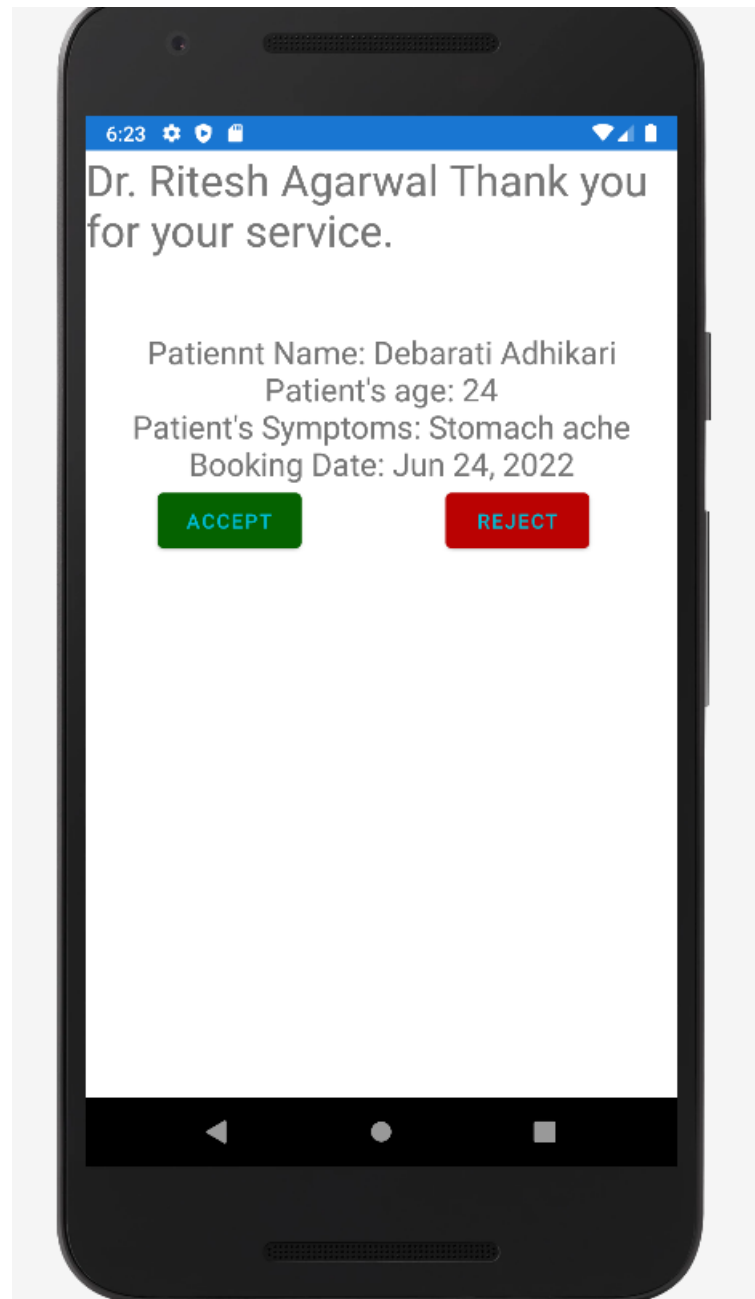 6:23
Dr. Ritesh Agarwal Thank you
for your service.
Patiennt Name: Debarati Adhikari
Patient's age: 24
Patient's Symptoms: Stomach ache
Booking Date: Jun 24, 2022
ACCEPT REJECT